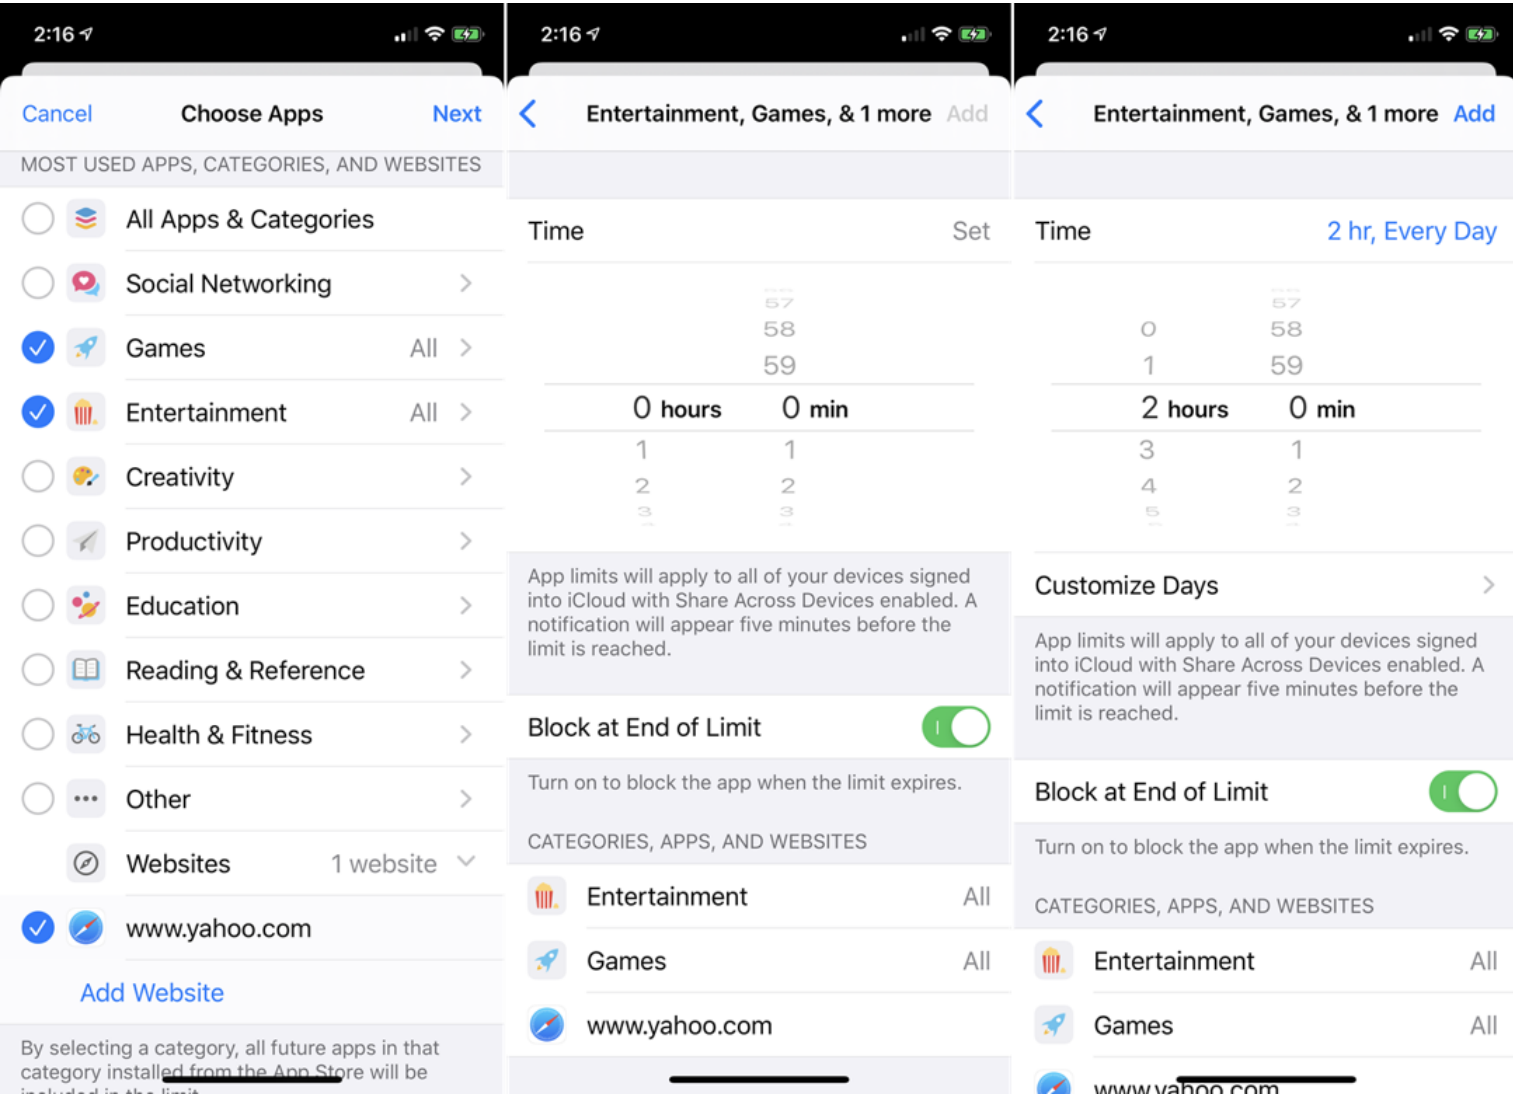 2:16
Cancel
Choose Apps
Next
MOST USED APPS, CATEGORIES, AND WEBSITES
All Apps & Categories
Social Networking
Games All
Entertainment All
Creativity
Productivity
Education
Reading & Reference
Health & Fitness
Other
Websites 1 website
www.yahoo.com
Add Website
By selecting a category, all future apps in that
category installed from the App Store will be
included in the limit.
2:16
Entertainment, Games, & 1 more Add
Time Set
57
58
59
0 hours 0 min
1 1
2 2
3 3
App limits will apply to all of your devices signed
into iCloud with Share Across Devices enabled. A
notification will appear five minutes before the
limit is reached.
Block at End of Limit
Turn on to block the app when the limit expires.
CATEGORIES, APPS, AND WEBSITES
Entertainment All
Games All
www.yahoo.com
2:16
Entertainment, Games, & 1 more Add
Time 2 hr, Every Day
57
0 58
1 59
2 hours 0 min
3 1
4 2
5 3
Customize Days
App limits will apply to all of your devices signed
into iCloud with Share Across Devices enabled. A
notification will appear five minutes before the
limit is reached.
Block at End of Limit
Turn on to block the app when the limit expires.
CATEGORIES, APPS, AND WEBSITES
Entertainment All
Games All
www.yahoo.com